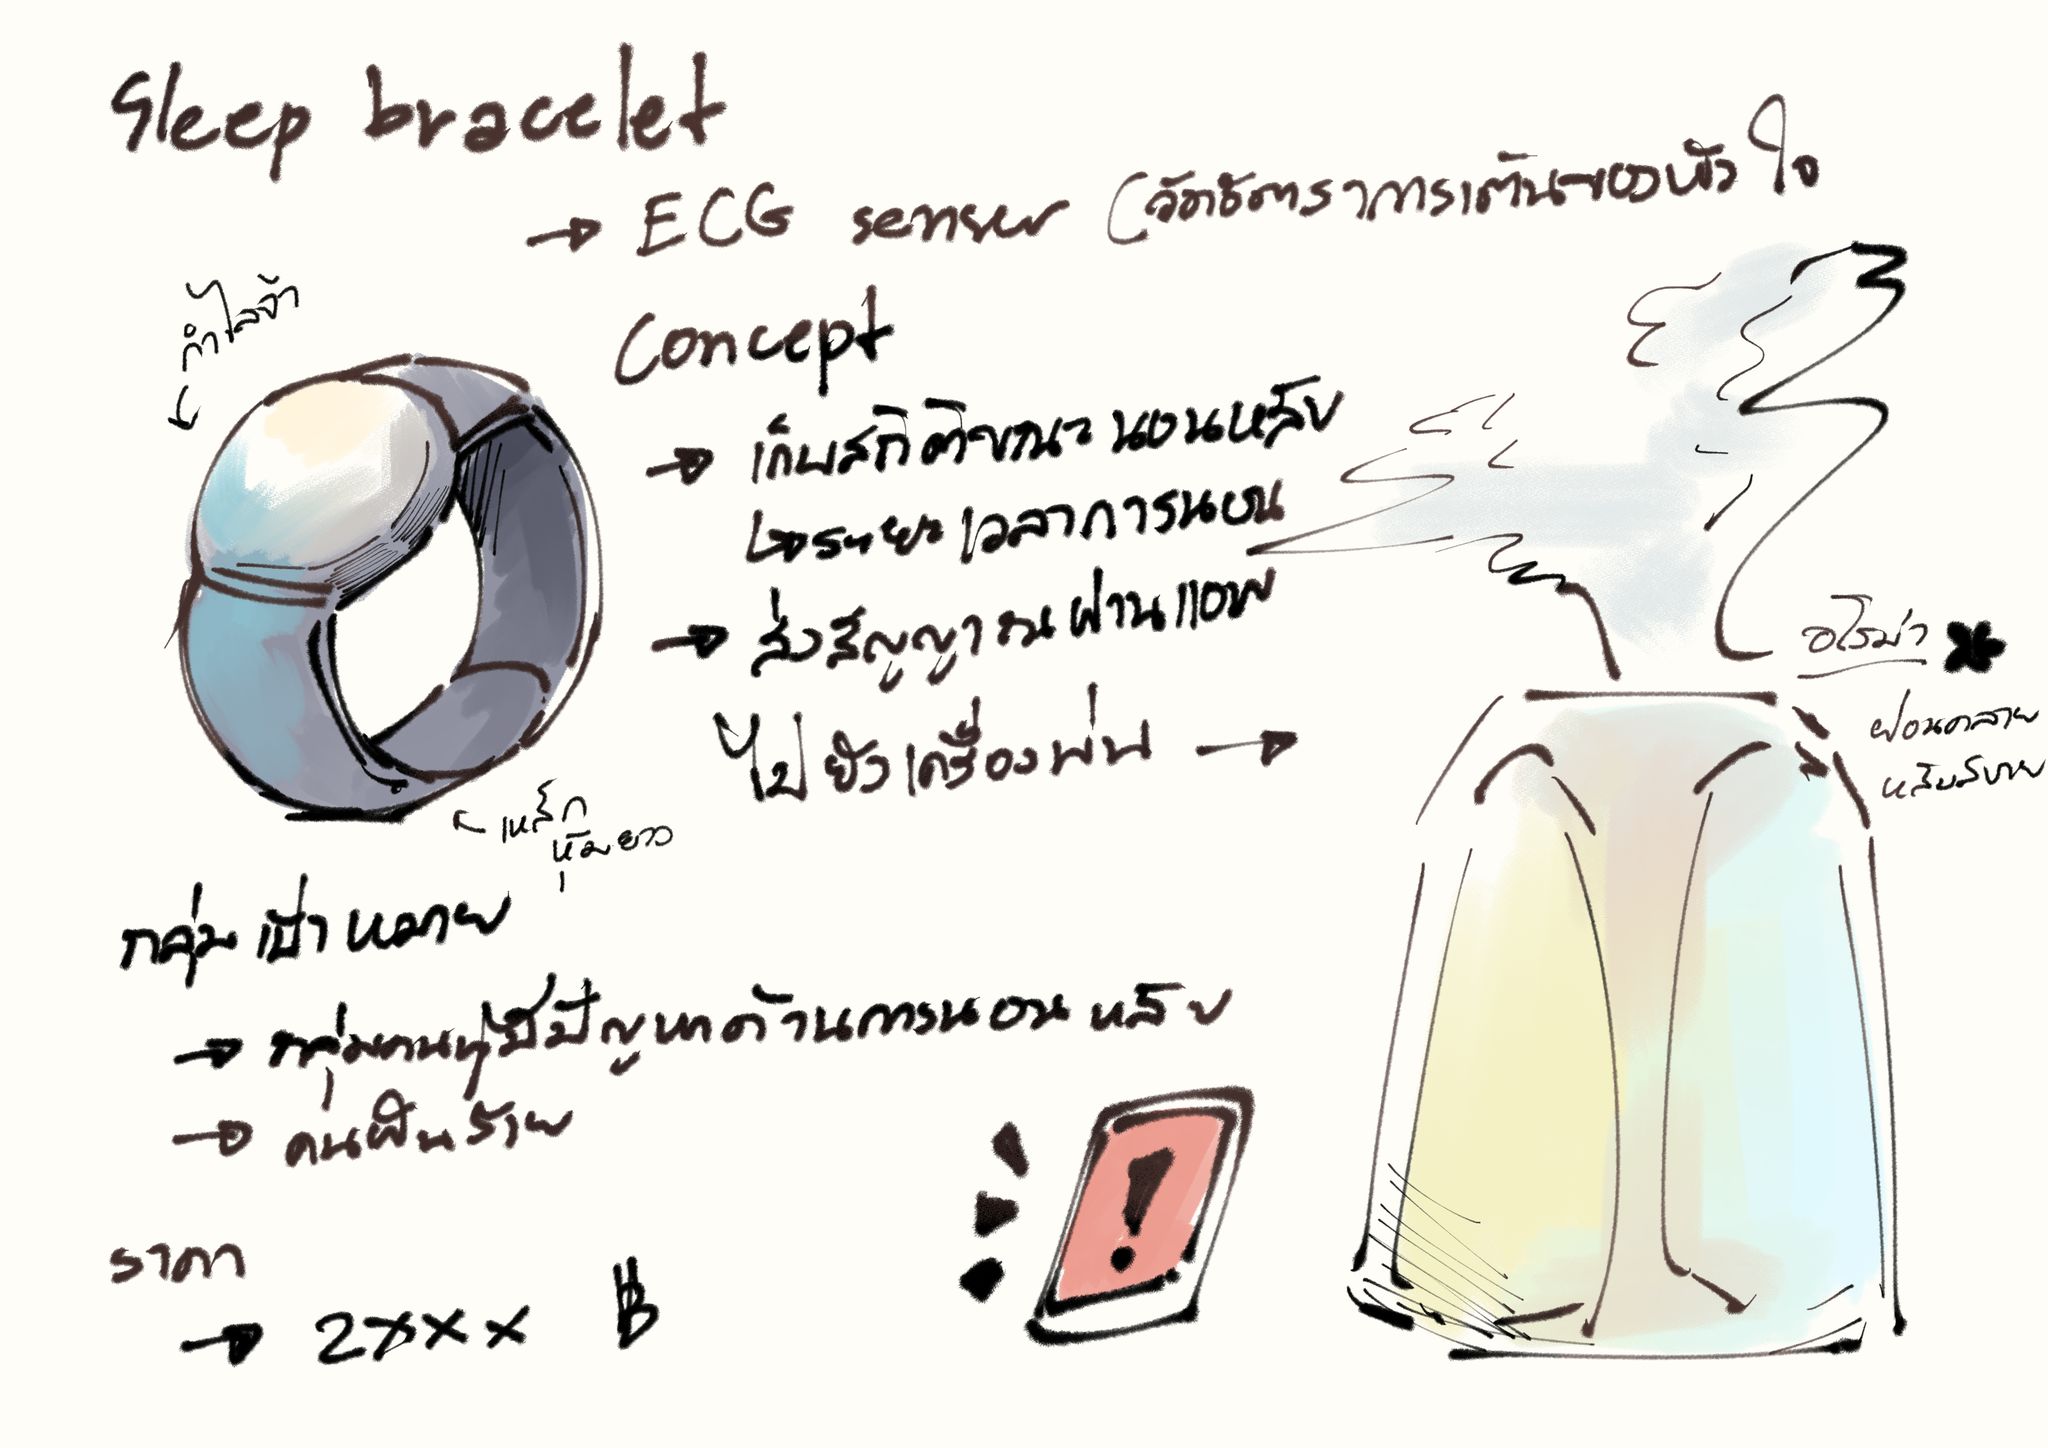 Sleep bracelet
→ ECG sensor (วัดอัตราการเต้นของหัวใจ
กำไลข้า
Concept
→ เก็บสถิติขณะนอนหลับ
↳ ระยะเวลาการนอน
→ ส่งสัญญาณผ่านแอพ
ไปยังเครื่องพ่น →
อโรม่า
ผ่อนคลาย
หลับสบาย
เหล็ก
หุ้มยาง
กลุ่มเป้าหมาย
→ กลุ่มคนที่มีปัญหาด้านการนอนหลับ
→ คนฝันร้าย
ราคา
→ 2xxx ฿
!